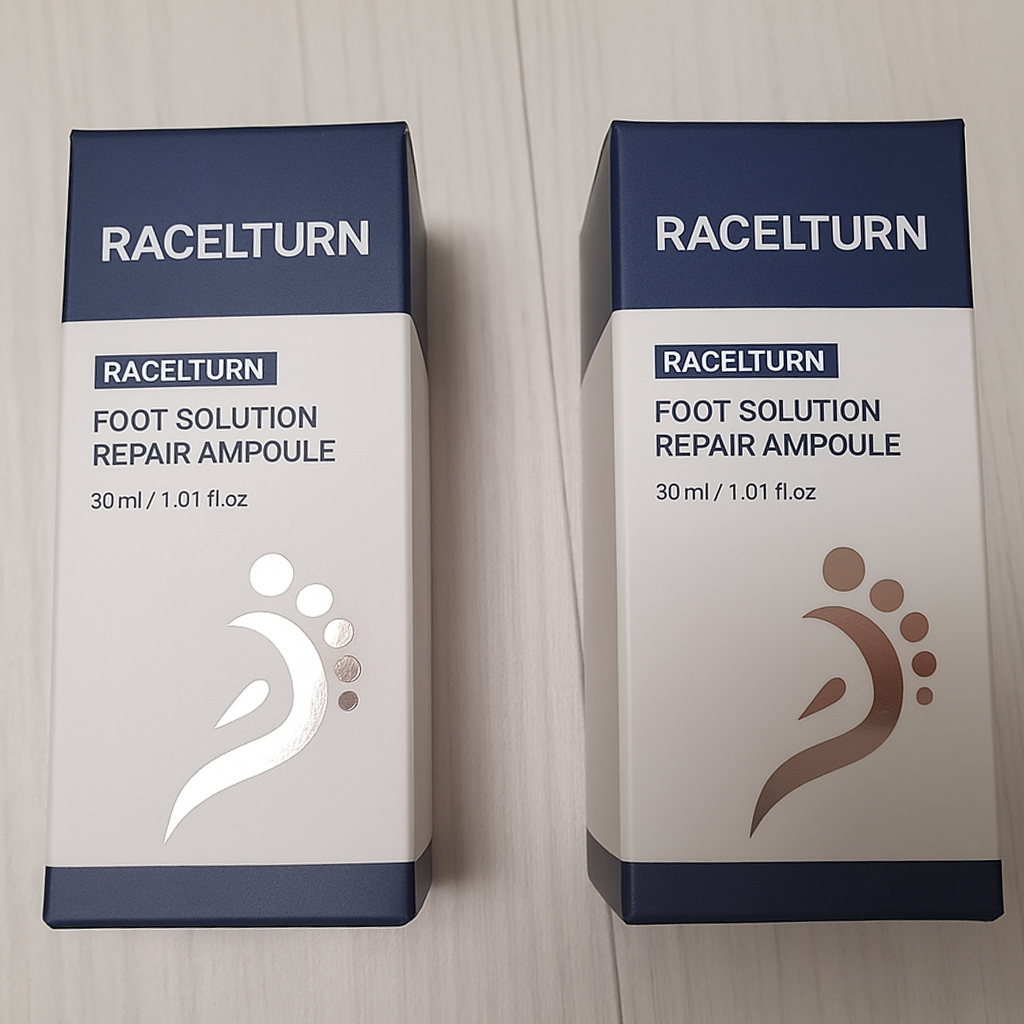 RACELTURN
RACELTURN
FOOT SOLUTION
REPAIR AMPOULE
30 ml / 1.01 fl.oz
RACELTURN
RACELTURN
FOOT SOLUTION
REPAIR AMPOULE
30 ml / 1.01 fl.oz